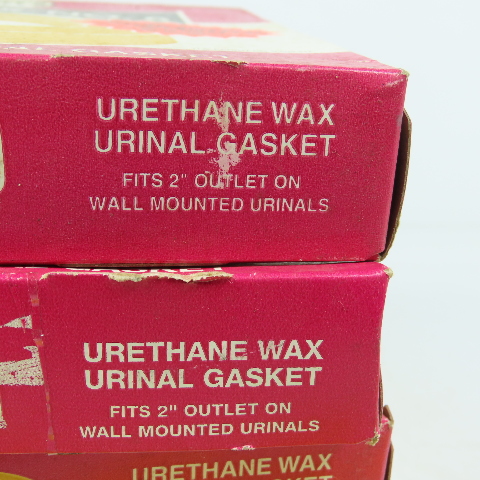 URETHANE WAX
URINAL GASKET
FITS 2" OUTLET ON
WALL MOUNTED URINALS
URETHANE WAX
URINAL GASKET
FITS 2" OUTLET ON
WALL MOUNTED URINALS
URETHANE WAX